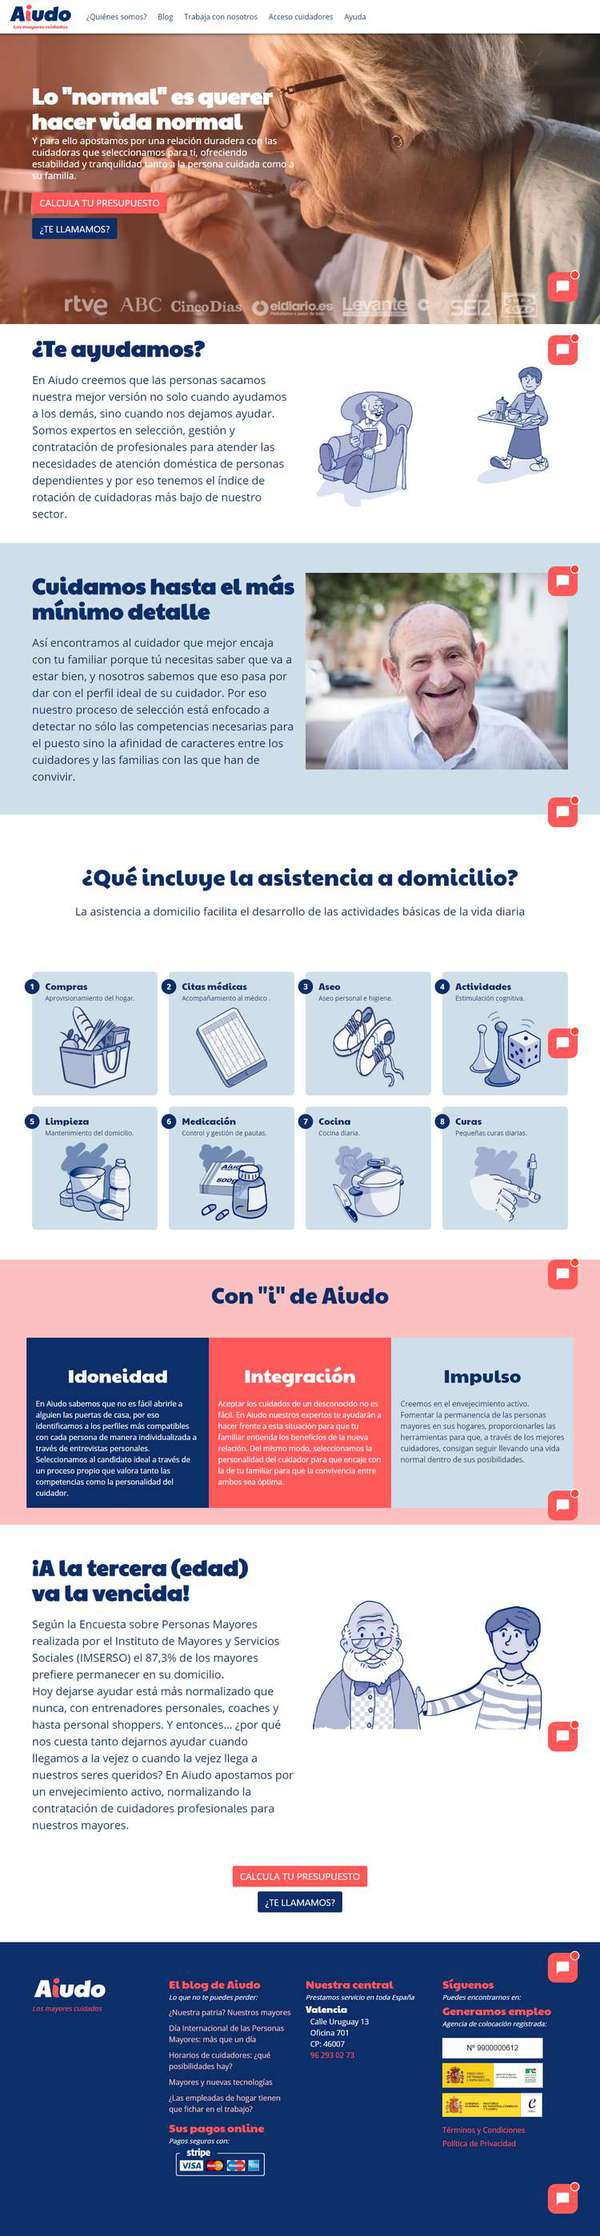 Aiudo
Los mayores cuidados
¿Quiénes somos? Blog Trabaja con nosotros Acceso cuidadores Ayuda
Lo "normal" es querer
hacer vida normal
Y para ello apostamos por una relación duradera con las
cuidadoras que seleccionamos para ti, ofreciendo
estabilidad y tranquilidad tanto a la persona cuidada como a
su familia.
CALCULA TU PRESUPUESTO
¿TE LLAMAMOS?
rtve ABC CincoDías eldiario.es Levante SER
¿Te ayudamos?
En Aiudo creemos que las personas sacamos
nuestra mejor versión no solo cuando ayudamos
a los demás, sino cuando nos dejamos ayudar.
Somos expertos en selección, gestión y
contratación de profesionales para atender las
necesidades de atención doméstica de personas
dependientes y por eso tenemos el índice de
rotación de cuidadoras más bajo de nuestro
sector.
Cuidamos hasta el más
mínimo detalle
Así encontramos al cuidador que mejor encaja
con tu familiar porque tú necesitas saber que va a
estar bien, y nosotros sabemos que eso pasa por
dar con el perfil ideal de su cuidador. Por eso
nuestro proceso de selección está enfocado a
detectar no sólo las competencias necesarias para
el puesto sino la afinidad de caracteres entre los
cuidadores y las familias con las que han de
convivir.
¿Qué incluye la asistencia a domicilio?
La asistencia a domicilio facilita el desarrollo de las actividades básicas de la vida diaria
1 Compras
Aprovisionamiento del hogar.
2 Citas médicas
Acompañamiento al médico .
3 Aseo
Aseo personal e higiene.
4 Actividades
Estimulación cognitiva.
5 Limpieza
Mantenimiento del domicilio.
6 Medicación
Control y gestión de pautas.
Aiudo
500g
7 Cocina
Cocina diaria.
8 Curas
Pequeñas curas diarias.
Con "i" de Aiudo
Idoneidad
En Aiudo sabemos que no es fácil abrirle a
alguien las puertas de casa, por eso
identificamos a los perfiles más compatibles
con cada persona de manera individualizada a
través de entrevistas personales.
Seleccionamos al candidato ideal a través de
un proceso propio que valora tanto las
competencias como la personalidad del
cuidador.
Integración
Aceptar los cuidados de un desconocido no es
fácil. En Aiudo nuestros expertos te ayudarán a
hacer frente a esta situación para que tu
familiar entienda los beneficios de la nueva
relación. Del mismo modo, seleccionamos la
personalidad del cuidador para que encaje con
la de tu familiar para que la convivencia entre
ambos sea óptima.
Impulso
Creemos en el envejecimiento activo.
Fomentar la permanencia de las personas
mayores en sus hogares, proporcionarles las
herramientas para que, a través de los mejores
cuidadores, consigan seguir llevando una vida
normal dentro de sus posibilidades.
¡A la tercera (edad)
va la vencida!
Según la Encuesta sobre Personas Mayores
realizada por el Instituto de Mayores y Servicios
Sociales (IMSERSO) el 87,3% de los mayores
prefiere permanecer en su domicilio.
Hoy dejarse ayudar está más normalizado que
nunca, con entrenadores personales, coaches y
hasta personal shoppers. Y entonces... ¿por qué
nos cuesta tanto dejarnos ayudar cuando
llegamos a la vejez o cuando la vejez llega a
nuestros seres queridos? En Aiudo apostamos por
un envejecimiento activo, normalizando la
contratación de cuidadores profesionales para
nuestros mayores.
CALCULA TU PRESUPUESTO
¿TE LLAMAMOS?
Aiudo
Los mayores cuidados
El blog de Aiudo
Lo que no te puedes perder:
¿Nuestra patria? Nuestros mayores
Día Internacional de las Personas
Mayores: más que un día
Horarios de cuidadores: ¿qué
posibilidades hay?
Mayores y nuevas tecnologías
¿Las empleadas de hogar tienen
que fichar en el trabajo?
Sus pagos online
Pagos seguros con:
stripe
VISA
Nuestra central
Prestamos servicio en toda España
Valencia
Calle Uruguay 13
Oficina 701
CP: 46007
96 293 02 73
Síguenos
Puedes encontrarnos en:
Generamos empleo
Agencia de colocación registrada:
Nº 9900000612
Términos y Condiciones
Política de Privacidad